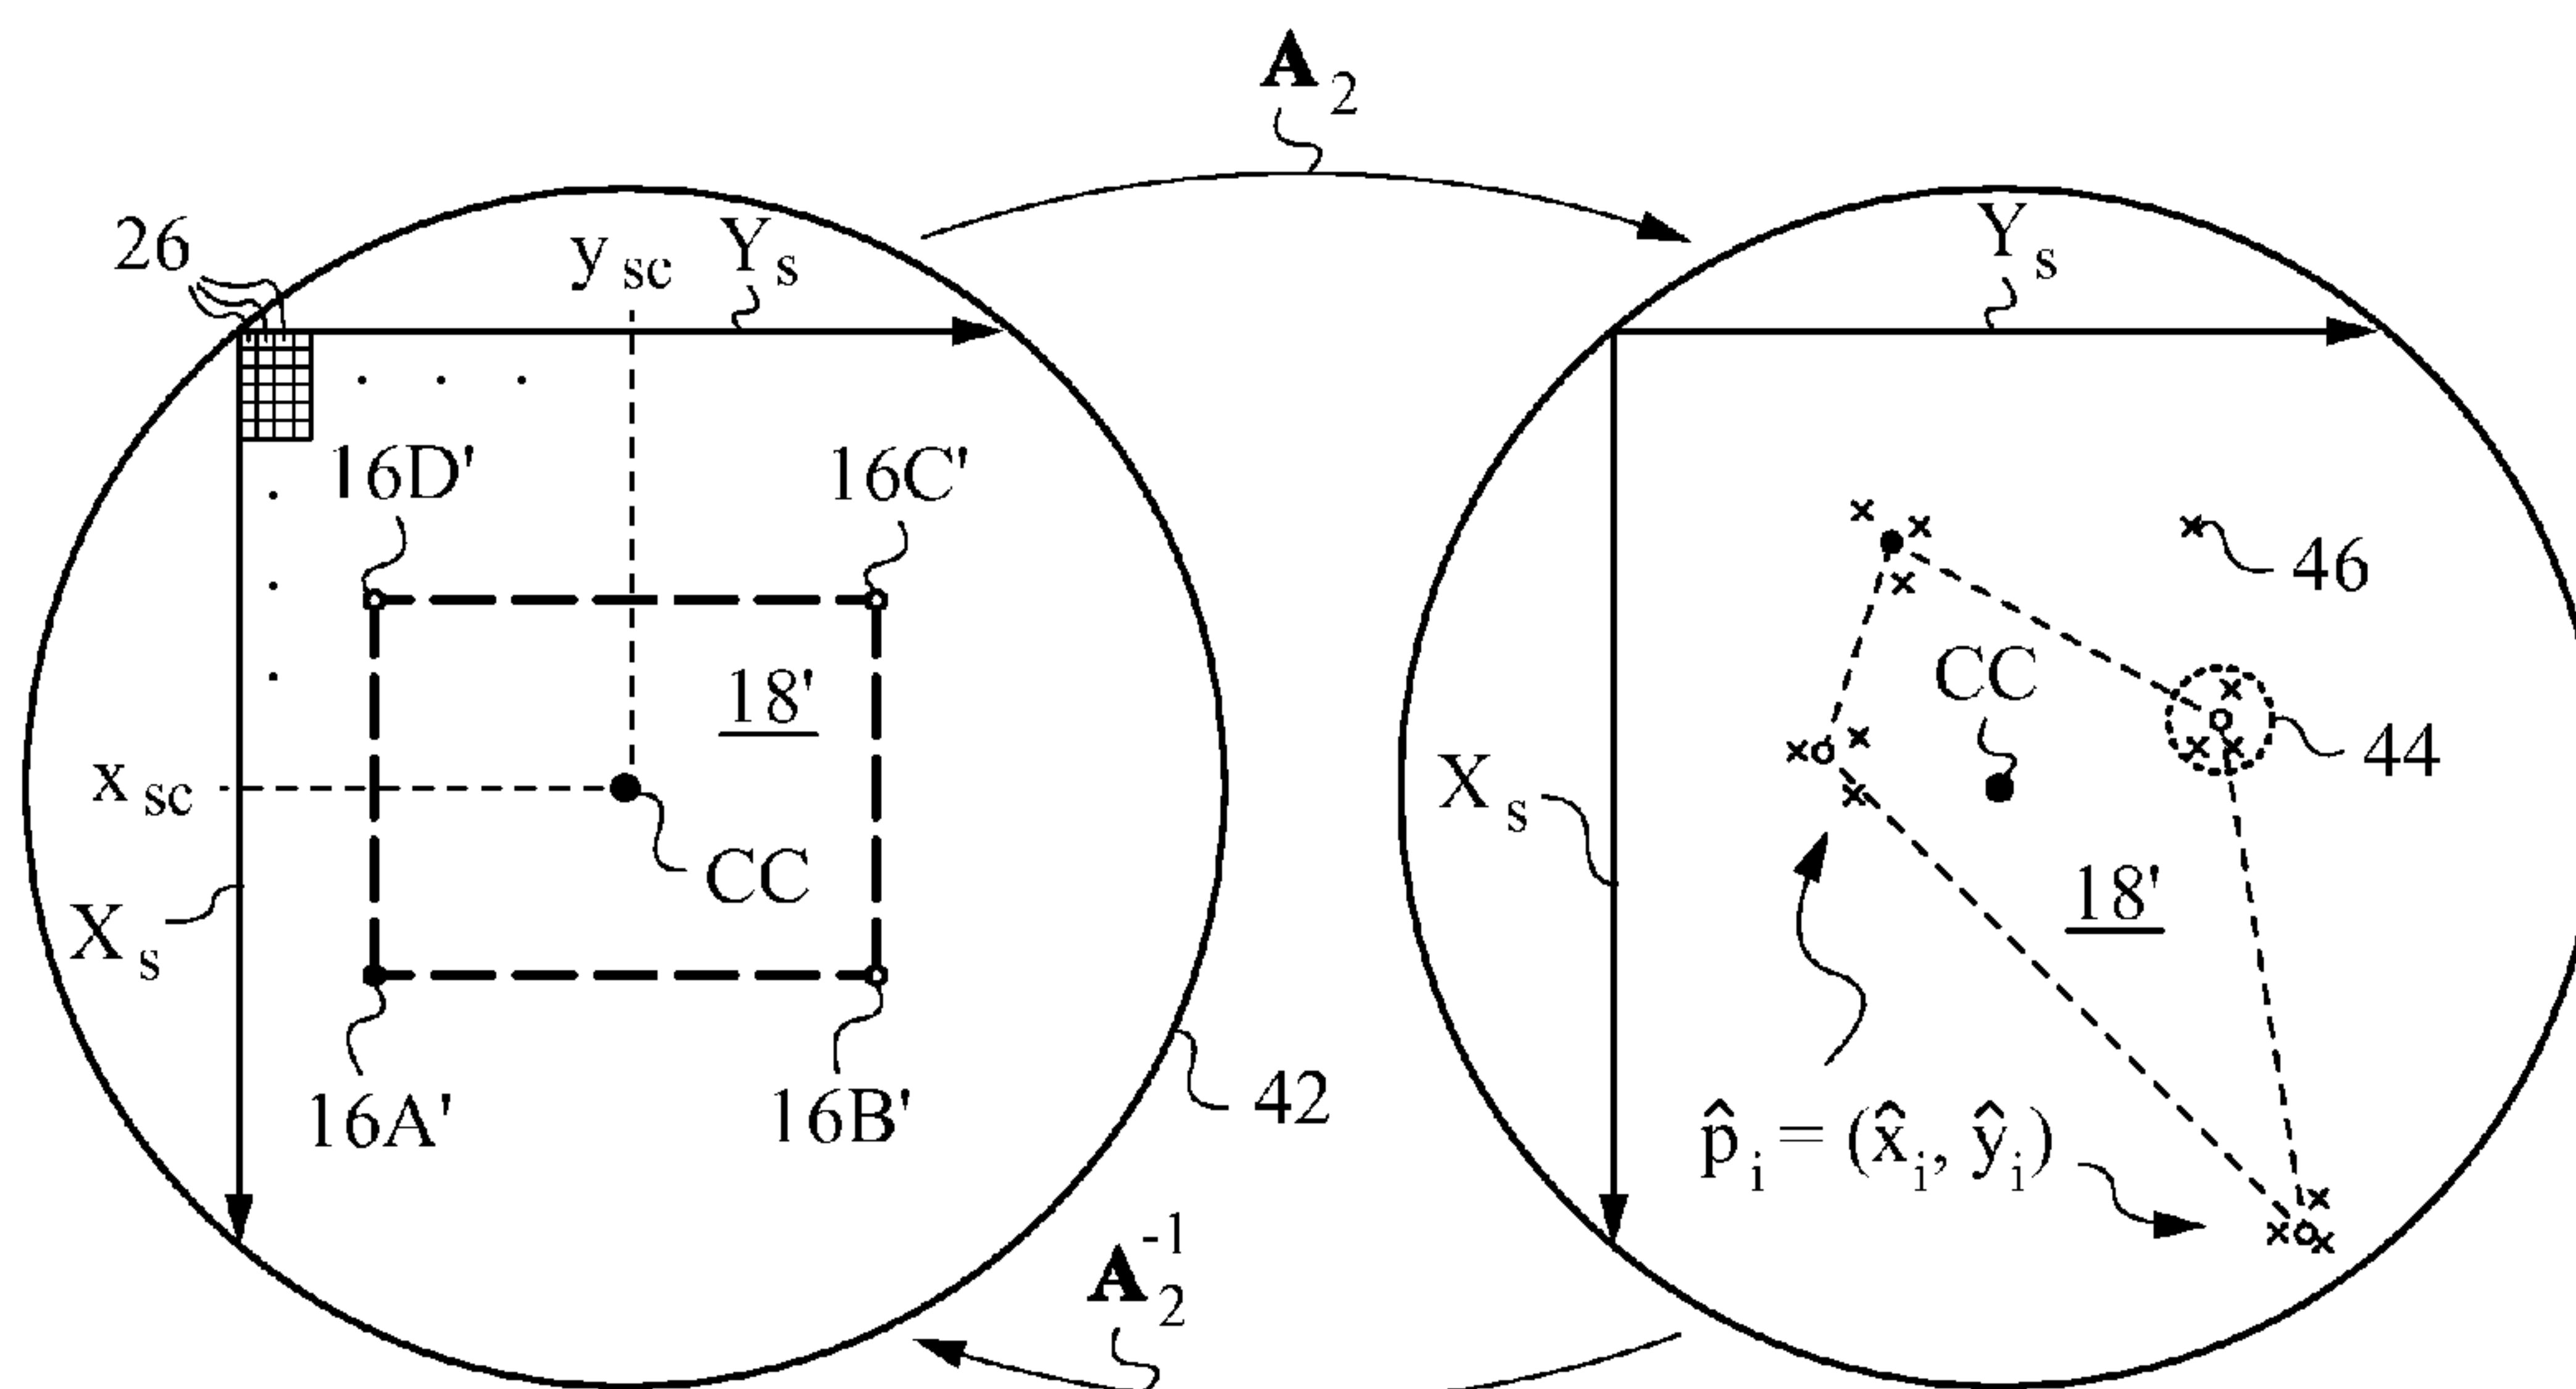 A2
26
ysc
Ys
Ys
16D'
16C'
46
18'
CC
xsc
Xs
44
CC
Xs
18'
16A'
16B'
42
p̂i = (x̂i, ŷi)
A2-1